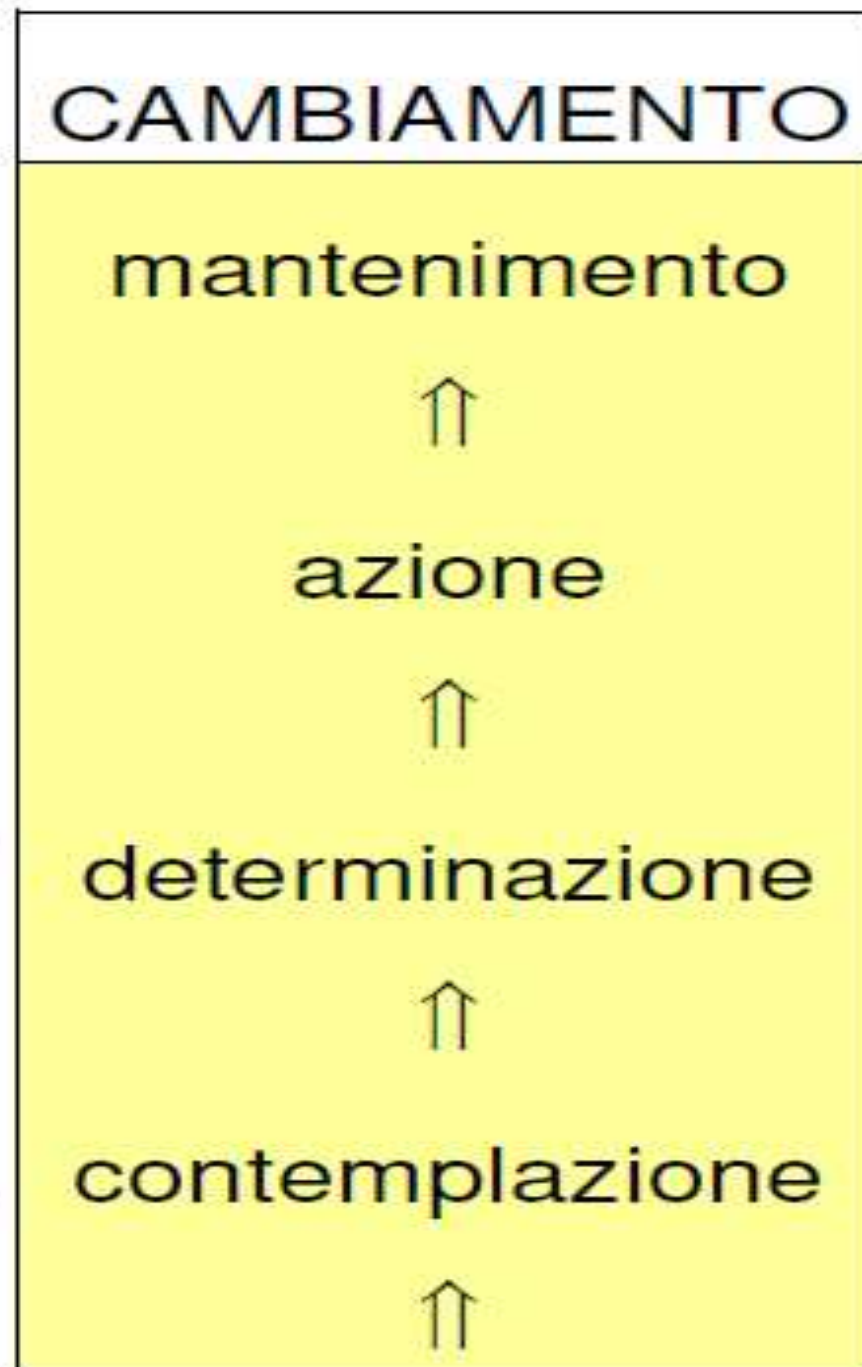 CAMBIAMENTO
mantenimento
⇑
azione
⇑
determinazione
⇑
contemplazione
⇑